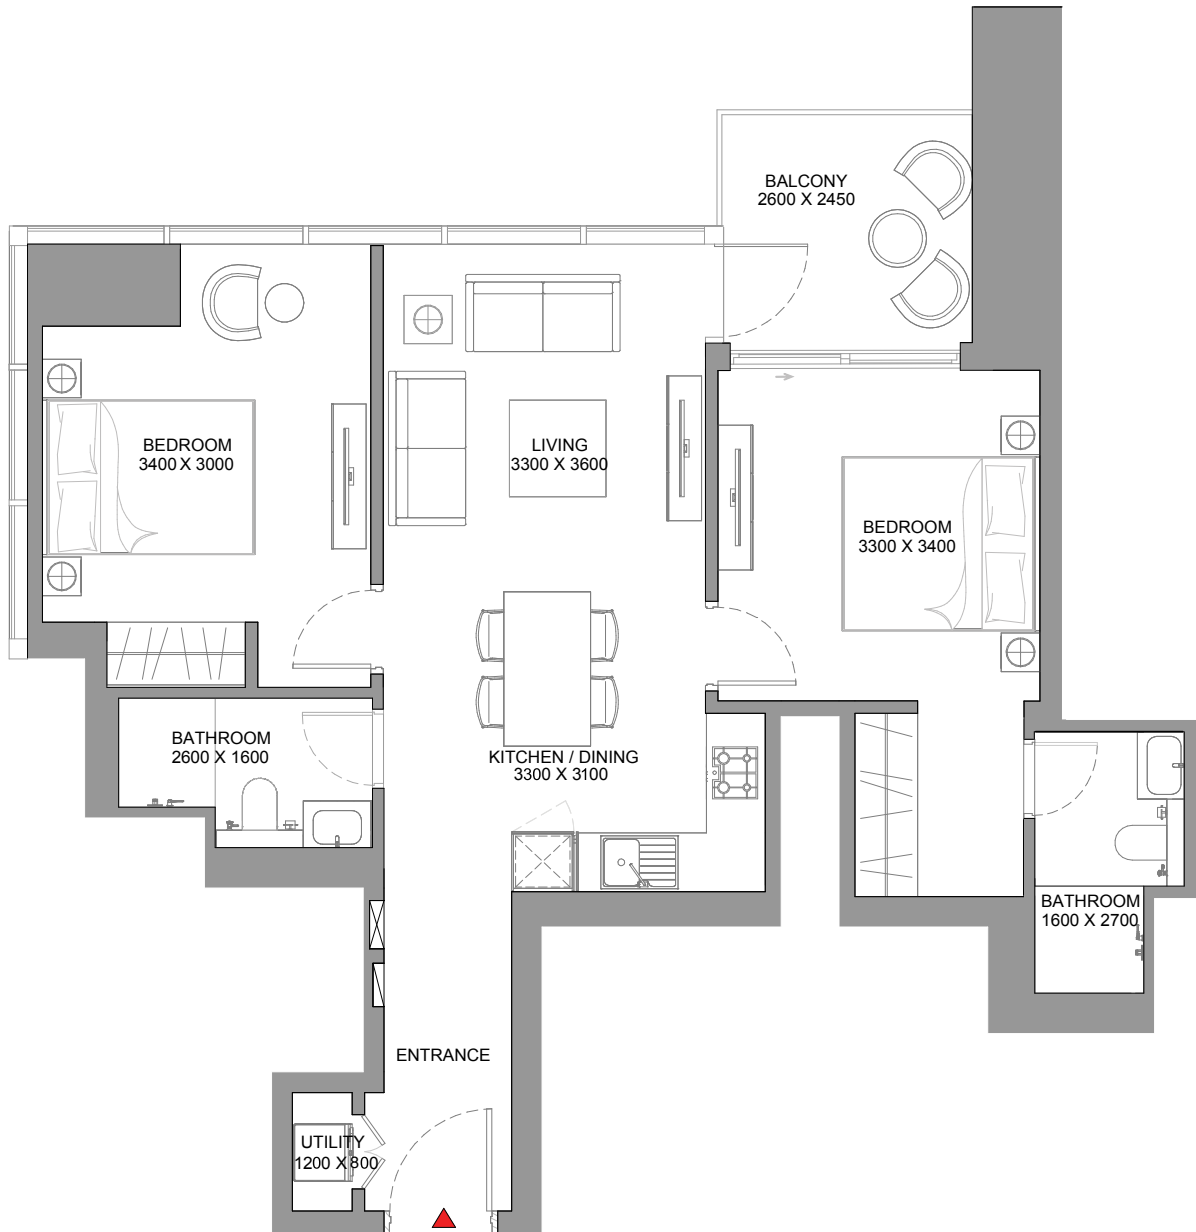 BALCONY
2600 X 2450
BEDROOM
3400 X 3000
LIVING
3300 X 3600
BEDROOM
3300 X 3400
BATHROOM
2600 X 1600
KITCHEN / DINING
3300 X 3100
BATHROOM
1600 X 2700
ENTRANCE
UTILITY
1200 X 800